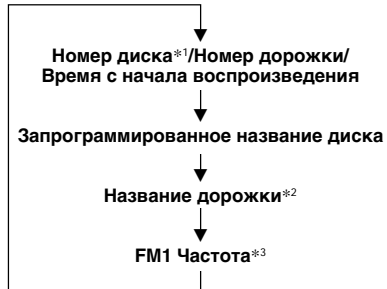 Номер диска*1/Номер дорожки/
Время с начала воспроизведения
Запрограммированное название диска
Название дорожки*2
FM1 Частота*3